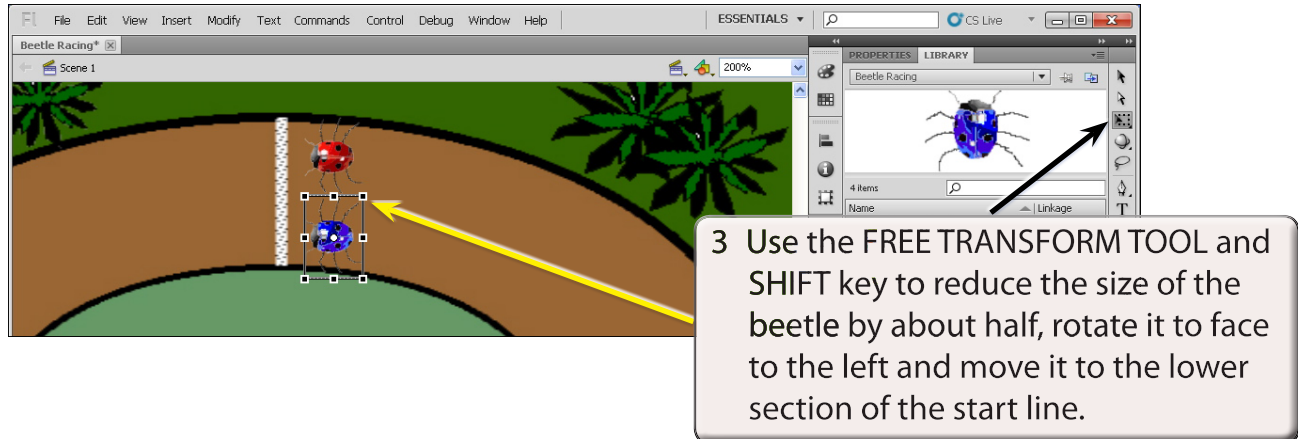 Fl File Edit View Insert Modify Text Commands Control Debug Window Help ESSENTIALS CS Live
Beetle Racing*
Scene 1 200%
PROPERTIES LIBRARY
Beetle Racing
4 items
Name Linkage
T
3 Use the FREE TRANSFORM TOOL and
SHIFT key to reduce the size of the
beetle by about half, rotate it to face
to the left and move it to the lower
section of the start line.